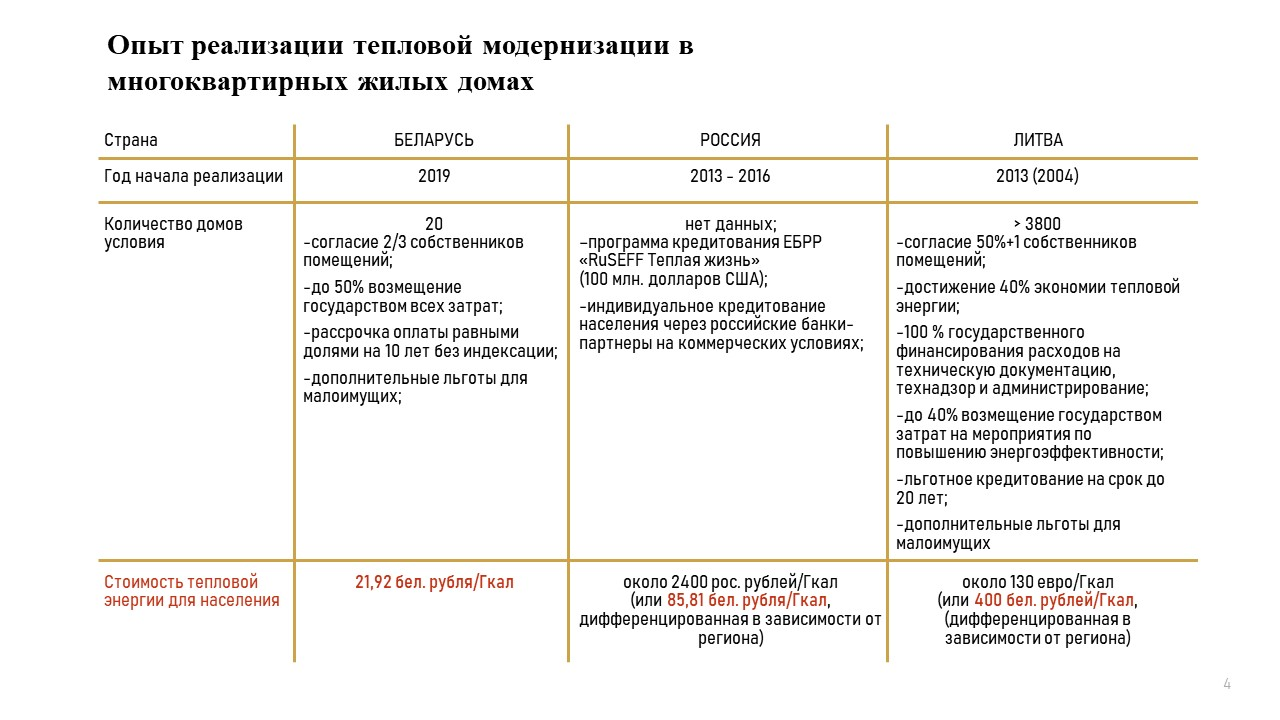 Опыт реализации тепловой модернизации в
многоквартирных жилых домах
Страна
БЕЛАРУСЬ
РОССИЯ
ЛИТВА
Год начала реализации
2019
2013 - 2016
2013 (2004)
Количество домов
условия
20
-согласие 2/3 собственников
помещений;
-до 50% возмещение
государством всех затрат;
-рассрочка оплаты равными
долями на 10 лет без индексации;
-дополнительные льготы для
малоимущих;
нет данных;
-программа кредитования ЕБРР
«RuSEFF Теплая жизнь»
(100 млн. долларов США);
-индивидуальное кредитование
населения через российские банки-
партнеры на коммерческих условиях;
> 3800
-согласие 50%+1 собственников
помещений;
-достижение 40% экономии тепловой
энергии;
-100 % государственного
финансирования расходов на
техническую документацию,
технадзор и администрирование;
-до 40% возмещение государством
затрат на мероприятия по
повышению энергоэффективности;
-льготное кредитование на срок до
20 лет;
-дополнительные льготы для
малоимущих
Стоимость тепловой
энергии для населения
21,92 бел. рубля/Гкал
около 2400 рос. рублей/Гкал
(или 85,81 бел. рубля/Гкал,
дифференцированная в зависимости от
региона)
около 130 евро/Гкал
(или 400 бел. рублей/Гкал,
(дифференцированная в
зависимости от региона)
4